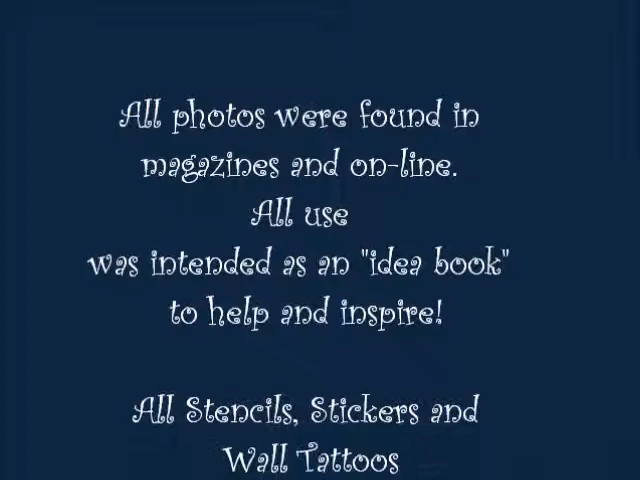 All photos were found in
magazines and on-line.
All use
was intended as an "idea book"
to help and inspire!
All Stencils, Stickers and
Wall Tattoos